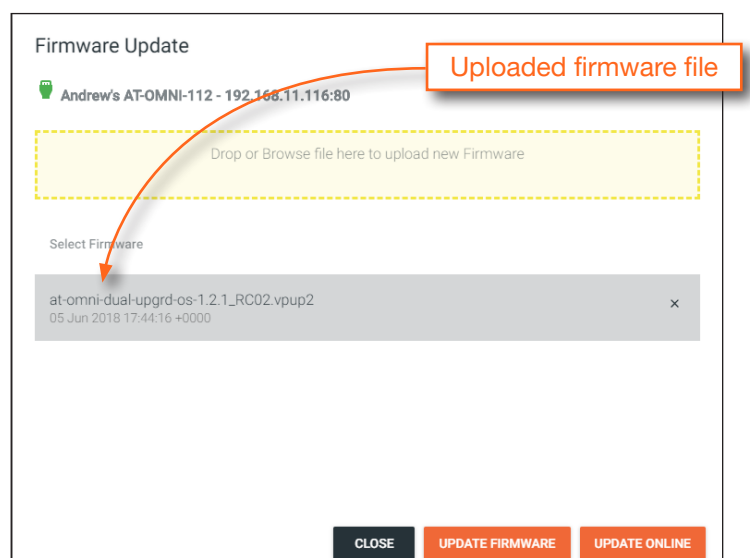 Firmware Update
Uploaded firmware file
Andrew's AT-OMNI-112 - 192.168.11.116:80
Drop or Browse file here to upload new Firmware
Select Firmware
at-omni-dual-upgrd-os-1.2.1_RC02.vpup2
05 Jun 2018 17:44:16 +0000
×
CLOSE
UPDATE FIRMWARE
UPDATE ONLINE